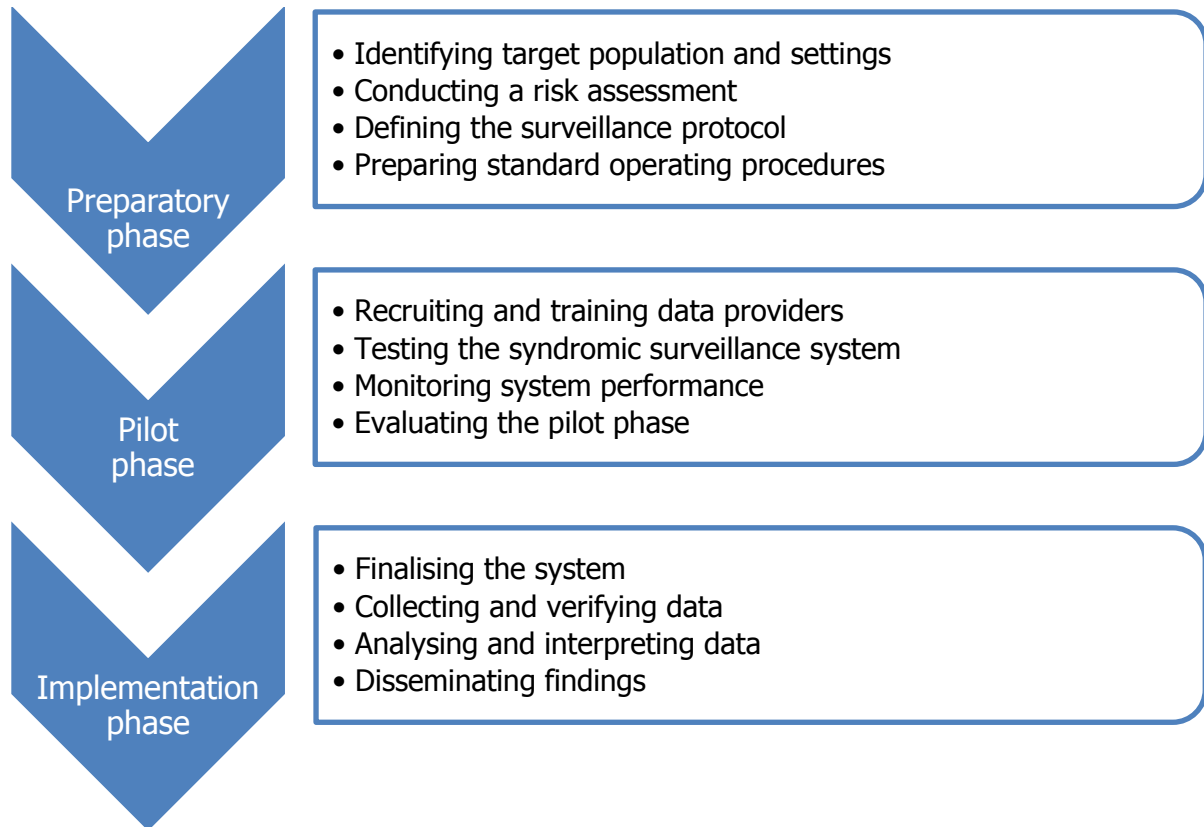 Preparatory
phase
• Identifying target population and settings
• Conducting a risk assessment
• Defining the surveillance protocol
• Preparing standard operating procedures
Pilot
phase
• Recruiting and training data providers
• Testing the syndromic surveillance system
• Monitoring system performance
• Evaluating the pilot phase
Implementation
phase
• Finalising the system
• Collecting and verifying data
• Analysing and interpreting data
• Disseminating findings